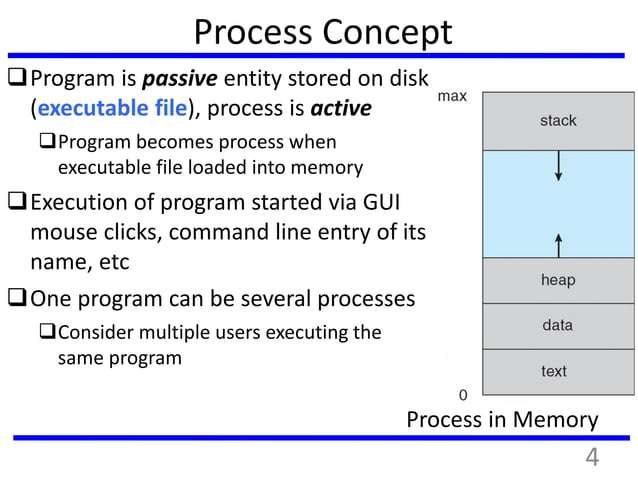 Process Concept
❑Program is passive entity stored on disk
(executable file), process is active
❑Program becomes process when
executable file loaded into memory
❑Execution of program started via GUI
mouse clicks, command line entry of its
name, etc
❑One program can be several processes
❑Consider multiple users executing the
same program
max
stack
heap
data
text
0
Process in Memory
4